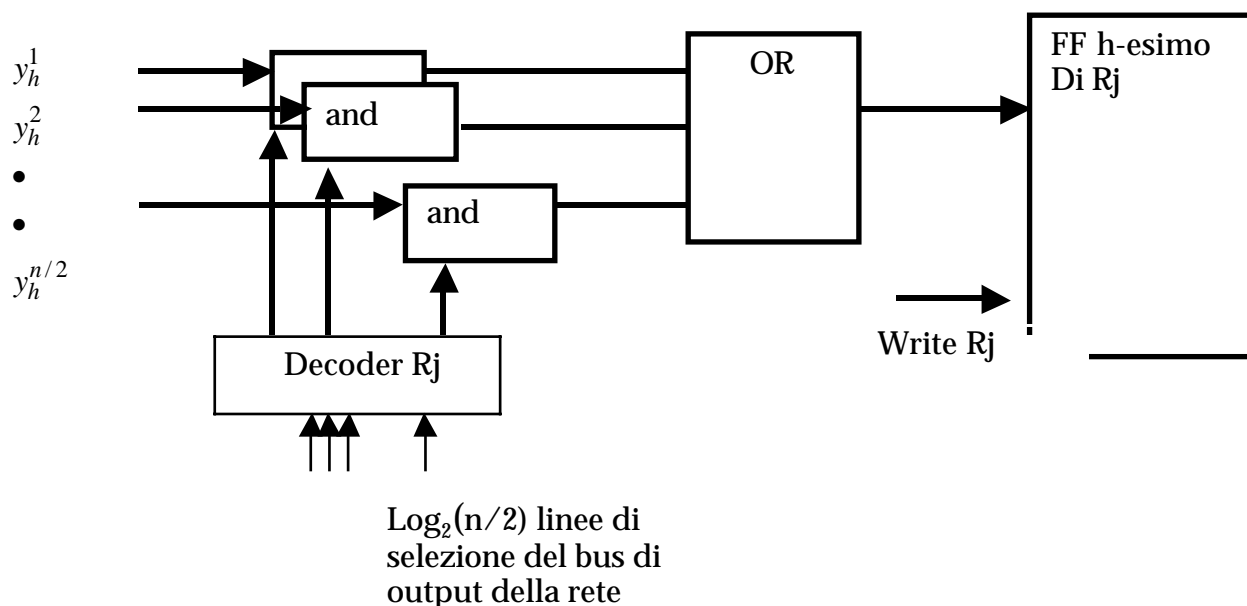 y_h^1
y_h^2
•
•
y_h^{n/2}
and
and
OR
FF h-esimo
Di Rj
Write Rj
Decoder Rj
Log₂(n/2) linee di
selezione del bus di
output della rete